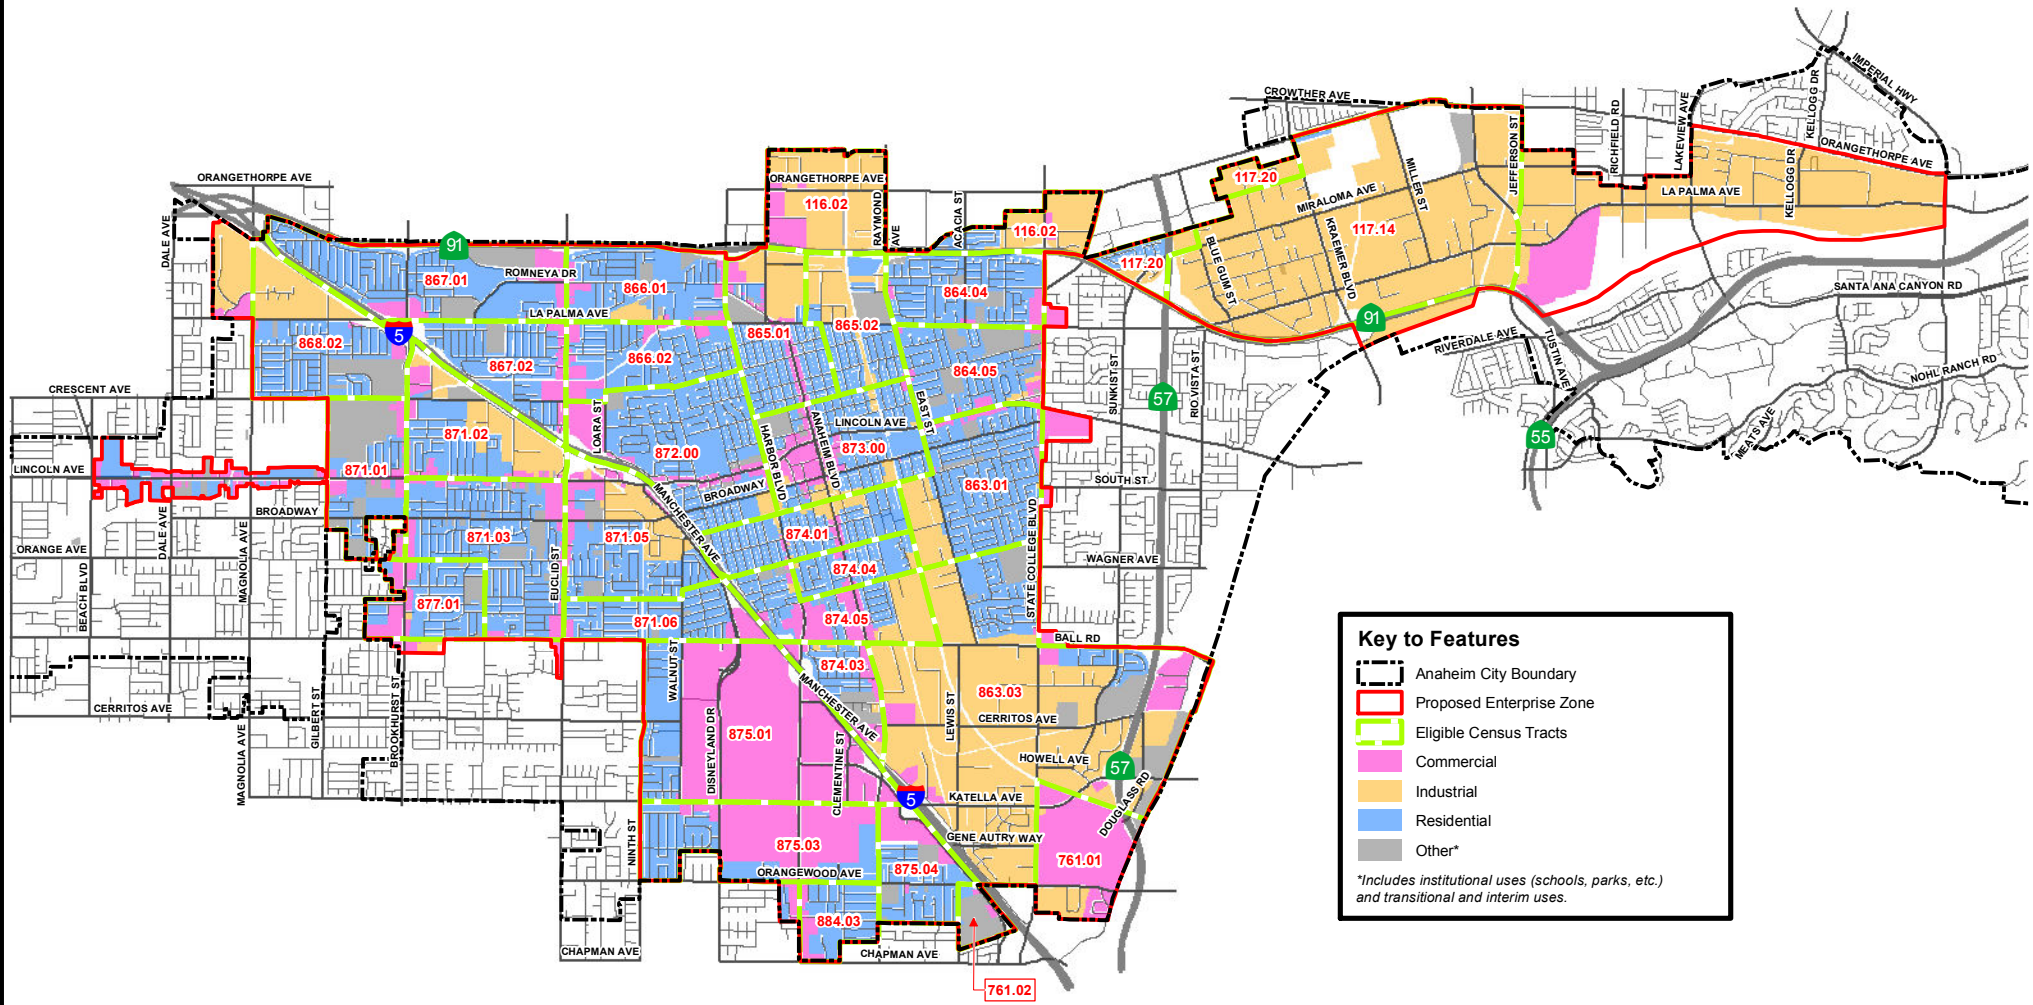 IMPERIAL HWY
KELLOGG DR
CROWTHER AVE
LAKEVIEW AVE
RICHFIELD RD
JEFFERSON ST
ORANGETHORPE AVE
KELLOGG DR
LA PALMA AVE
MILLER ST
MIRALOMA AVE
117.20
117.14
KRAEMER BLVD
BLUE GUM ST
117.20
ORANGETHORPE AVE
ORANGETHORPE AVE
116.02
RAYMOND
AVE
ACACIA ST
116.02
DALE AVE
91
ROMNEYA DR
867.01
866.01
864.04
LA PALMA AVE
SANTA ANA CANYON RD
91
RIVERDALE AVE
TUSTIN AVE
NOHL RANCH RD
MEATS AVE
55
5
868.02
867.02
866.02
865.01
865.02
864.05
SUNKIST ST
RIO VISTA ST
57
CRESCENT AVE
LOARA ST
EAST ST
LINCOLN AVE
HARBOR BLVD
ANAHEIM BLVD
871.02
872.00
873.00
LINCOLN AVE
871.01
BROADWAY
863.01
SOUTH ST
BROADWAY
MANCHESTER AVE
STATE COLLEGE BLVD
DALE AVE
MAGNOLIA AVE
871.03
871.05
874.01
ORANGE AVE
BEACH BLVD
EUCLID ST
874.04
WAGNER AVE
877.01
871.06
874.05
BALL RD
WALNUT ST
874.03
MANCHESTER AVE
863.03
LEWIS ST
CERRITOS AVE
CERRITOS AVE
GILBERT ST
BROOKHURST ST
MAGNOLIA AVE
DISNEYLAND DR
875.01
CLEMENTINE ST
HOWELL AVE
57
DOUGLASS RD
5
KATELLA AVE
GENE AUTRY WAY
NINTH ST
875.03
875.04
761.01
ORANGEWOOD AVE
884.03
CHAPMAN AVE
CHAPMAN AVE
761.02
Key to Features
Anaheim City Boundary
Proposed Enterprise Zone
Eligible Census Tracts
Commercial
Industrial
Residential
Other*
*Includes institutional uses (schools, parks, etc.)
and transitional and interim uses.